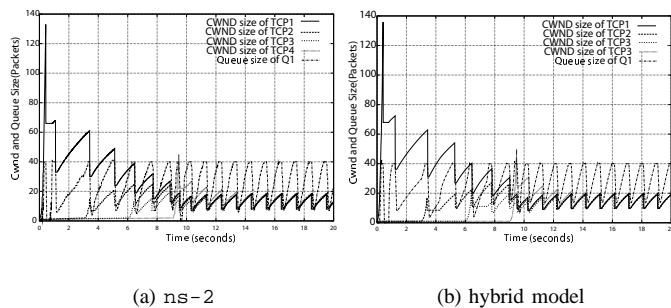 140
120
100
80
60
40
20
0
0 2 4 6 8 10 12 14 16 18 20
Cwnd and Queue Size(Packets)
Time (seconds)
CWND size of TCP1
CWND size of TCP2
CWND size of TCP3
CWND size of TCP4
Queue size of Q1
(a) ns-2
140
120
100
80
60
40
20
0
0 2 4 6 8 10 12 14 16 18 20
Cwnd and Queue Size(Packets)
Time (seconds)
CWND size of TCP1
CWND size of TCP2
CWND size of TCP3
CWND size of TCP3
Queue size of Q1
(b) hybrid model